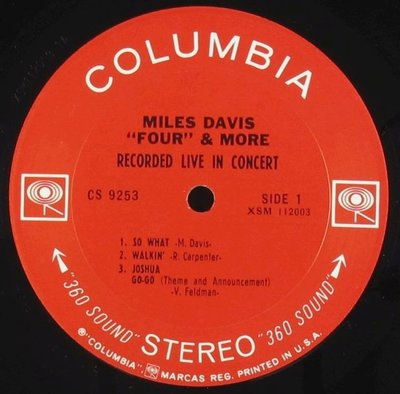 COLUMBIA
MILES DAVIS
"FOUR" & MORE
RECORDED LIVE IN CONCERT
CS 9253
SIDE 1
XSM 112003
1. SO WHAT -M. Davis-
2. WALKIN' -R. Carpenter-
3. JOSHUA
GO-GO (Theme and Announcement)
-V. Feldman-
"360 SOUND" STEREO "360 SOUND"
® "COLUMBIA", MARCAS REG. PRINTED IN U.S.A.